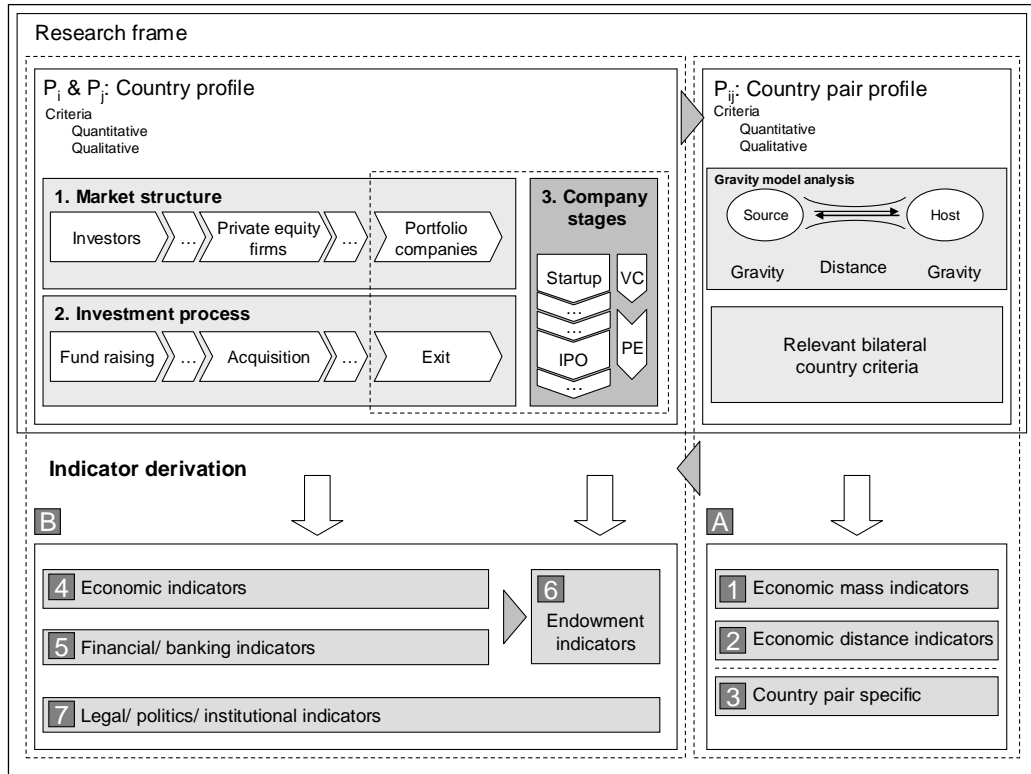 Research frame
Pi & Pj: Country profile
Criteria
Quantitative
Qualitative
1. Market structure
Investors
...
Private equity
firms
...
Portfolio
companies
2. Investment process
Fund raising
...
Acquisition
...
Exit
3. Company
stages
Startup
...
...
IPO
...
VC
PE
Pij: Country pair profile
Criteria
Quantitative
Qualitative
Gravity model analysis
Source
Host
Gravity
Distance
Gravity
Relevant bilateral
country criteria
Indicator derivation
B
4 Economic indicators
5 Financial/ banking indicators
6
Endowment
indicators
7 Legal/ politics/ institutional indicators
A
1 Economic mass indicators
2 Economic distance indicators
3 Country pair specific